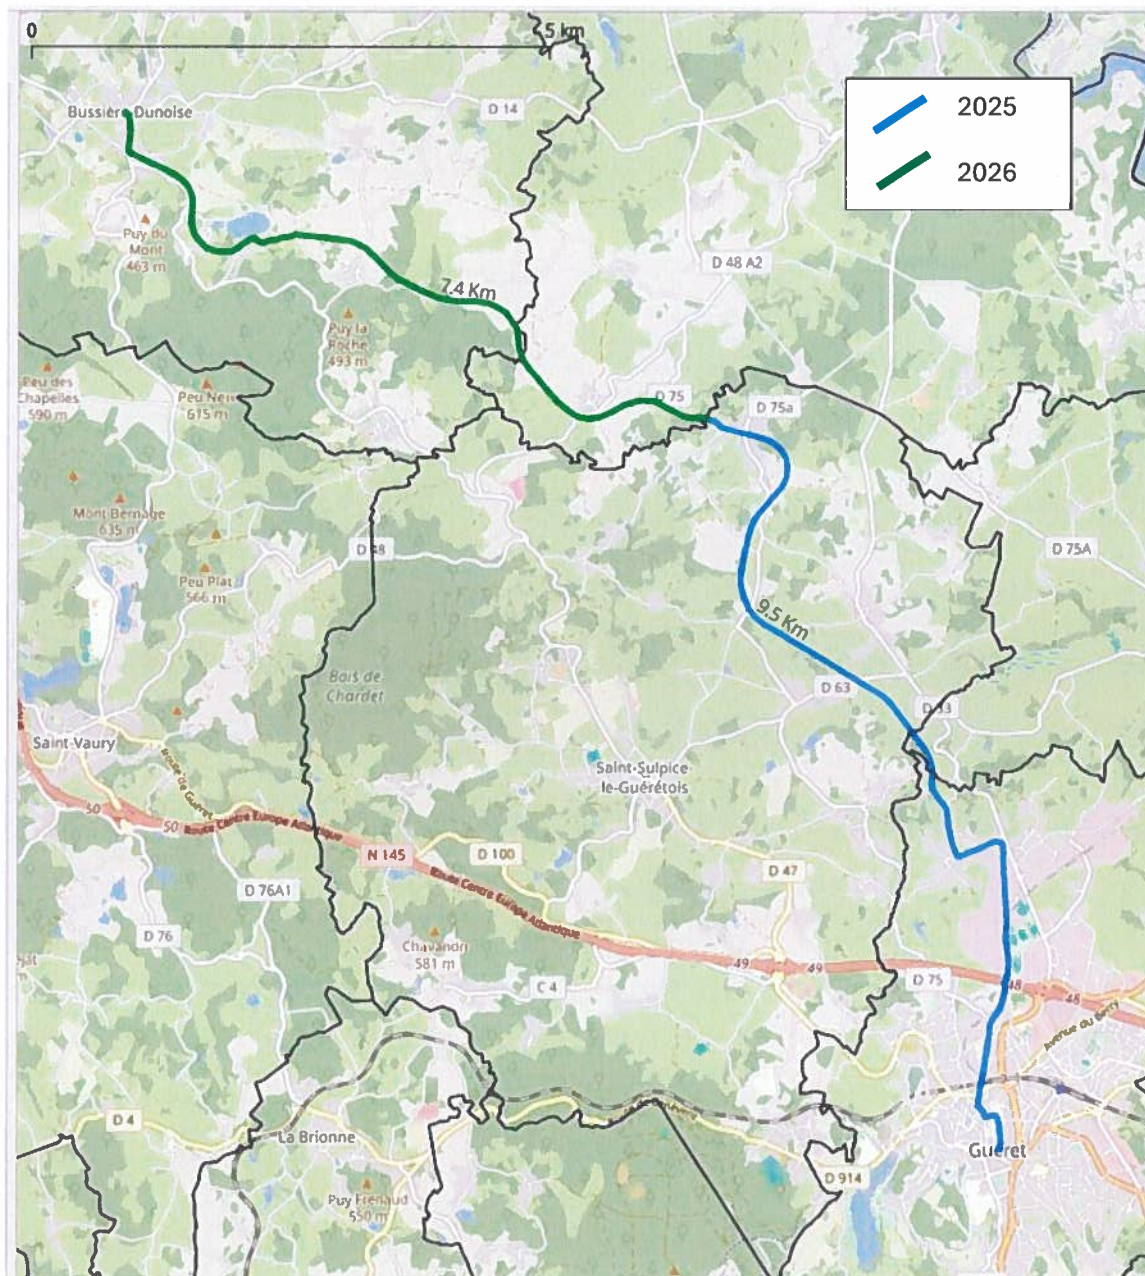 0
5 km
2025
2026
Bussière-Dunoise
D 14
Puy du
Mont
463 m
D 48 A2
7.4 Km
Puy la
Roche
493 m
Peu des
Chapelles
590 m
Peu Neil
615 m
D 75
D 75a
Mont Bernage
635 m
D 48
D 75A
Peu Plat
566 m
9.5 Km
Bois de
Chardet
D 63
D 33
Saint-Vaury
Route de Guéret
Saint-Sulpice
le-Guérétois
50
50
Route Centre Europe Atlantique
N 145
D 100
D 47
Route Centre Europe Atlantique
D 76A1
D 76
Chavandri
581 m
49
49
D 75
48
48
C 4
Avenue du Berry
D 4
La Brionne
Guéret
D 914
Puy Frénaud
550 m